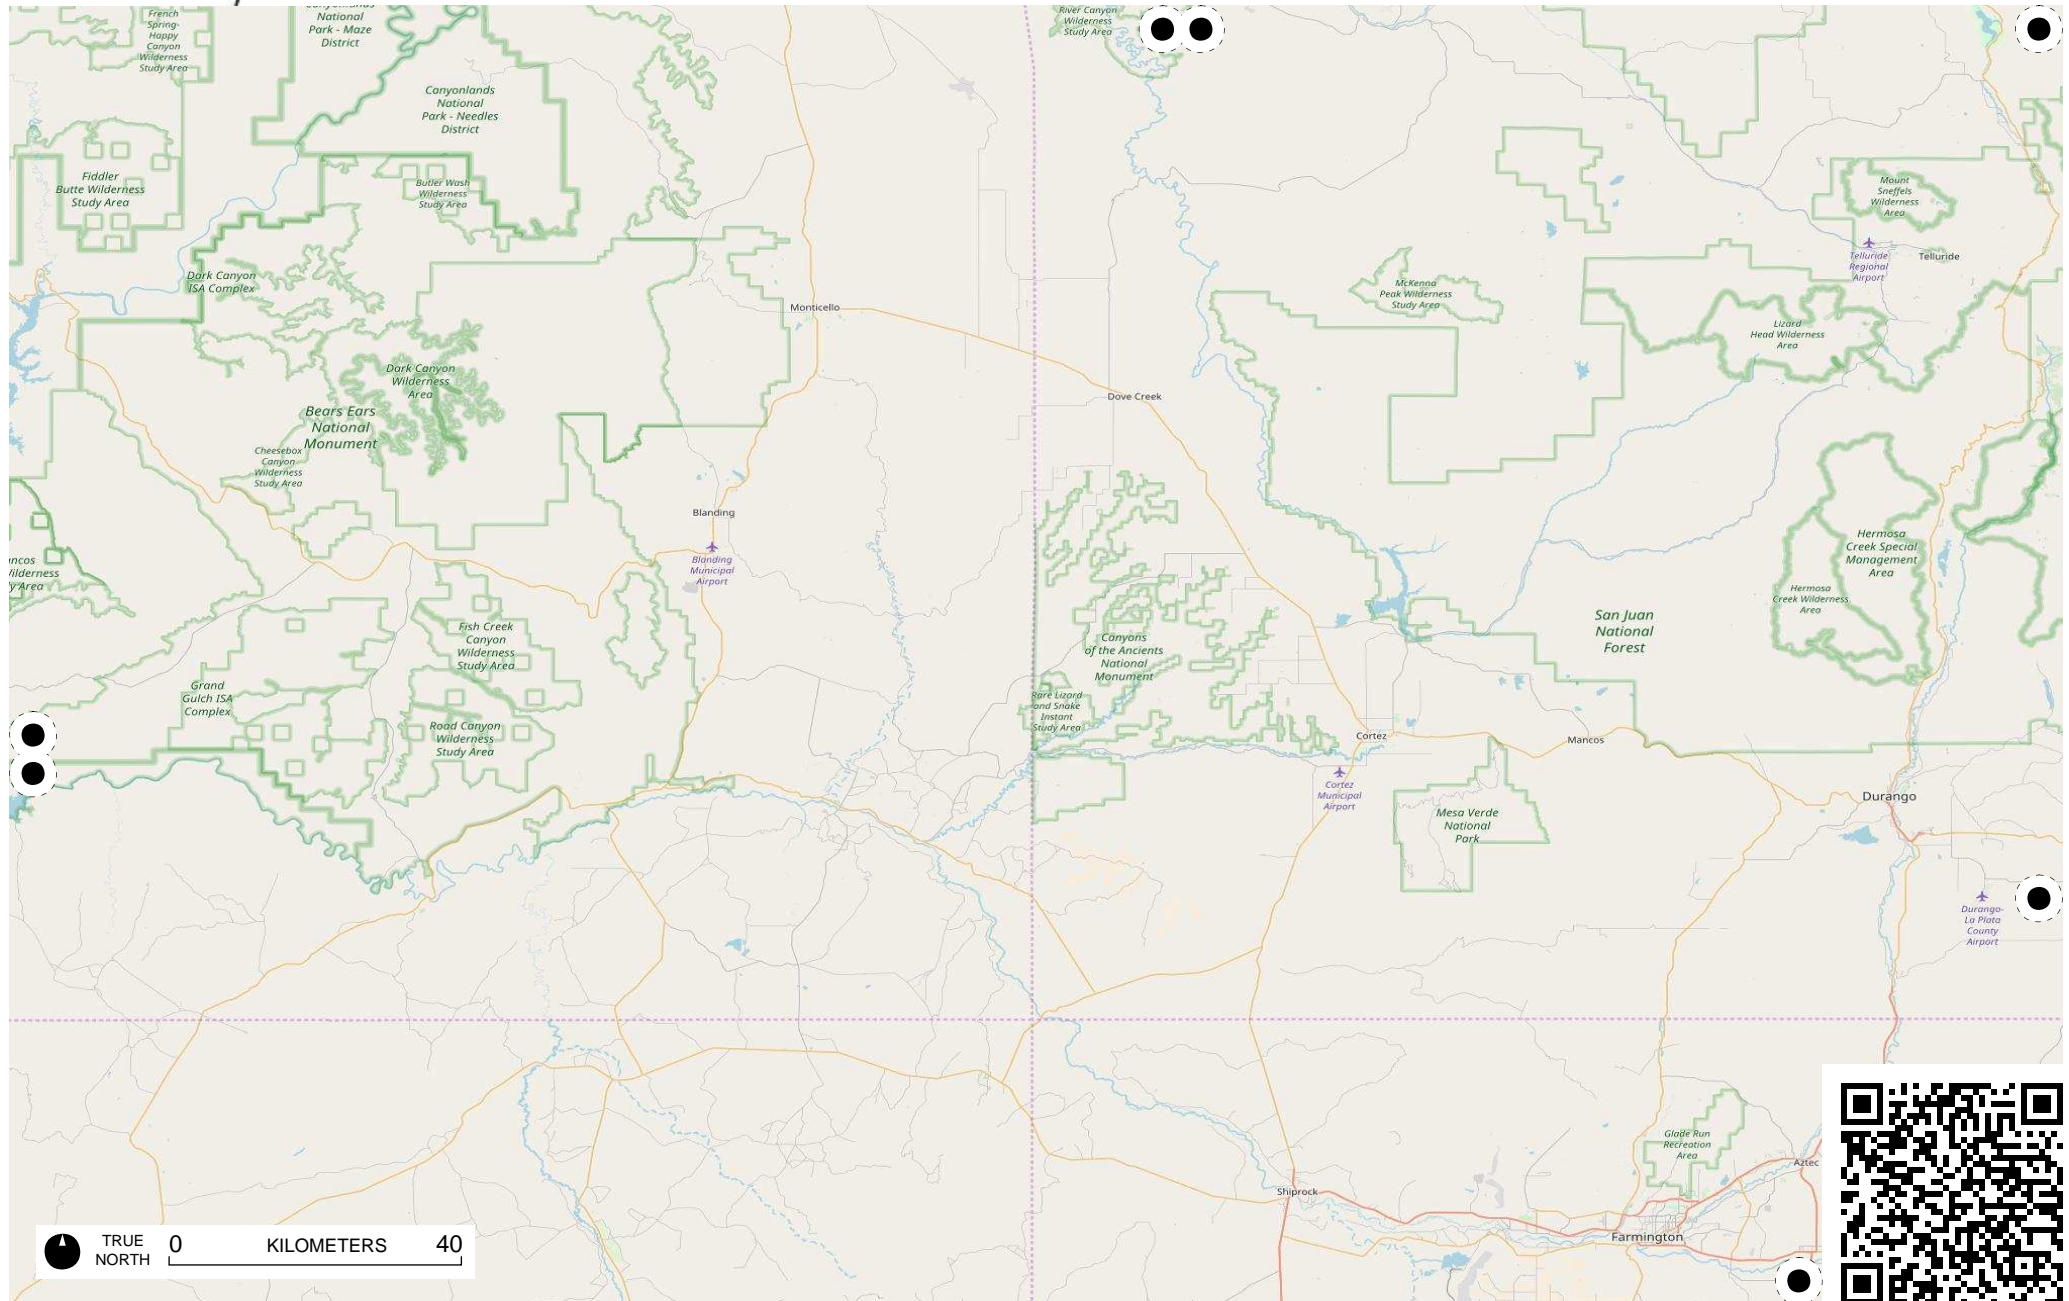 French
Spring-
Happy
Canyon
Wilderness
Study Area
National
Park - Maze
District
River Canyon
Wilderness
Study Area
Canyonlands
National
Park - Needles
District
Fiddler
Butte Wilderness
Study Area
Butler Wash
Wilderness
Study Area
Mount
Sneffels
Wilderness
Area
Telluride
Regional
Airport
Telluride
Dark Canyon
ISA Complex
McKenna
Peak Wilderness
Study Area
Monticello
Lizard
Head Wilderness
Area
Dark Canyon
Wilderness
Area
Dove Creek
Bears Ears
National
Monument
Cheesebox
Canyon
Wilderness
Study Area
Blanding
Blanding
Municipal
Airport
Hermosa
Creek Special
Management
Area
Hermosa
Creek Wilderness
Area
ncos
ilderness
y Area
San Juan
National
Forest
Fish Creek
Canyon
Wilderness
Study Area
Canyons
of the Ancients
National
Monument
Grand
Gulch ISA
Complex
Rare Lizard
and Snake
Instant
Study Area
Road Canyon
Wilderness
Study Area
Cortez
Mancos
Cortez
Municipal
Airport
Mesa Verde
National
Park
Durango
Durango-
La Plata
County
Airport
Glade Run
Recreation
Area
Aztec
Shiprock
Farmington
TRUE
NORTH
0 KILOMETERS 40